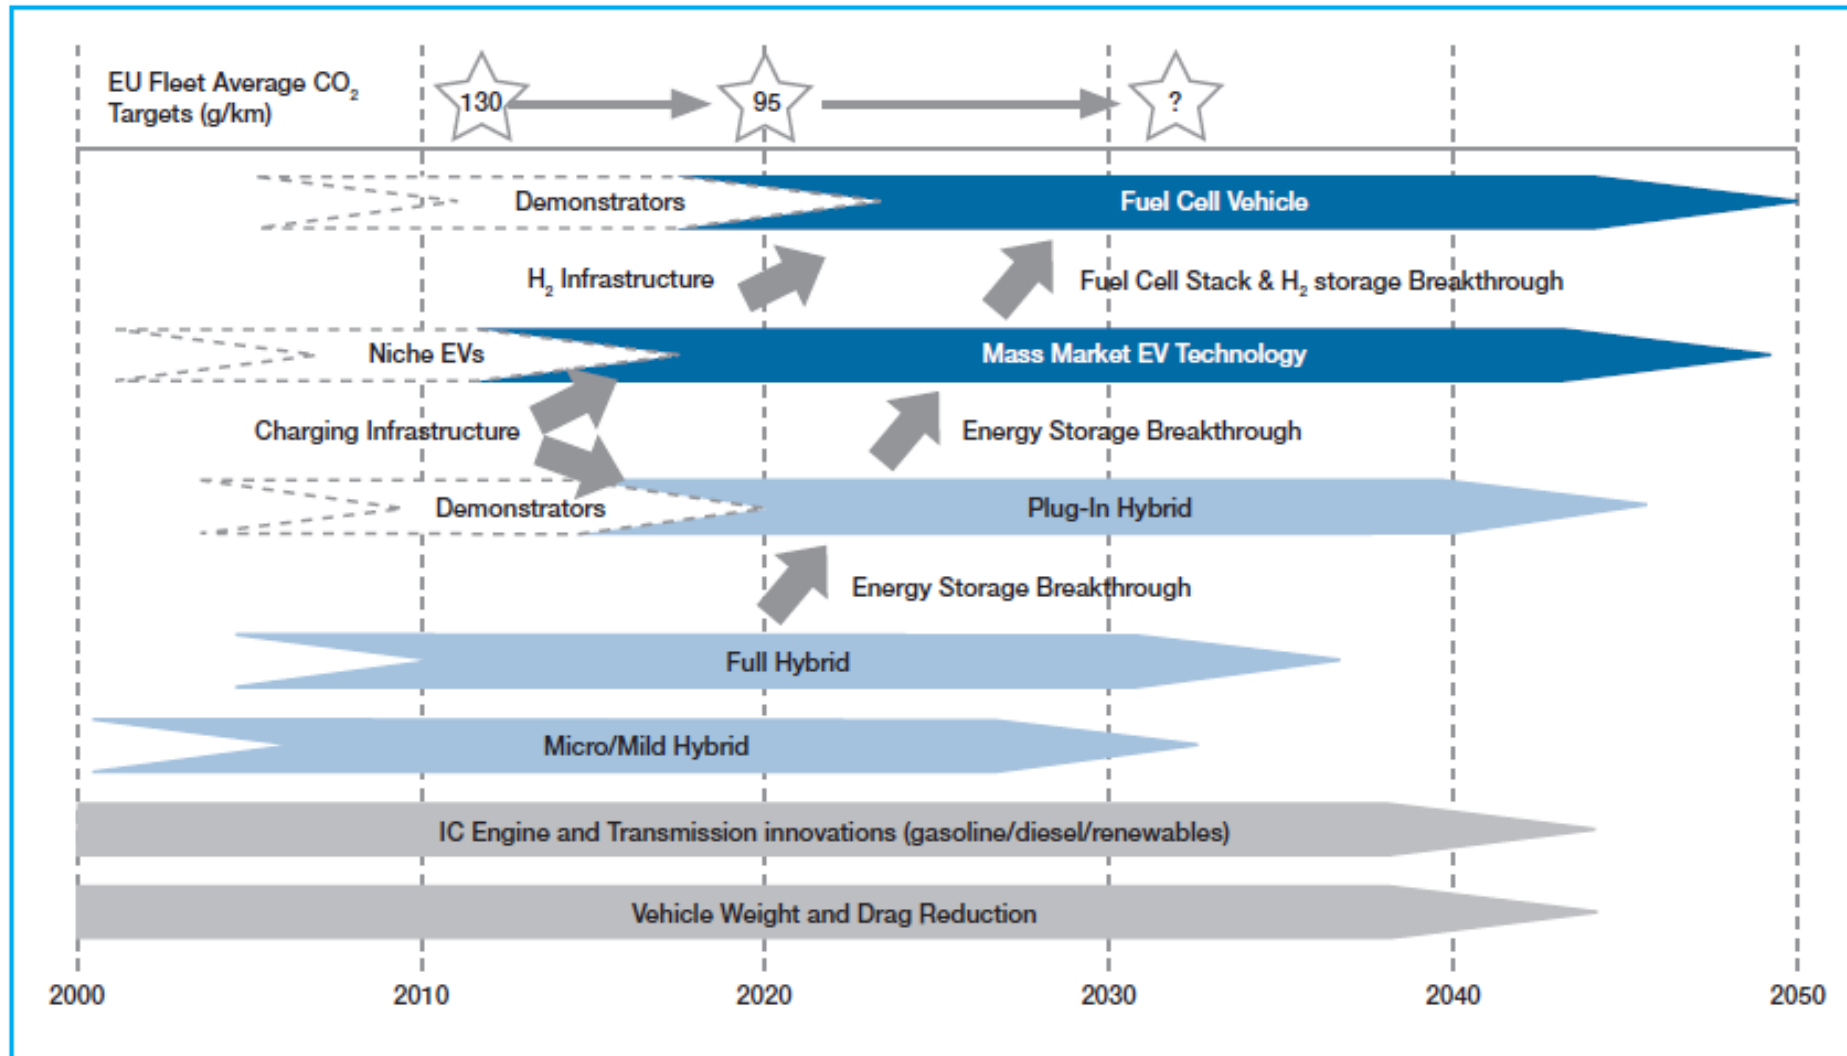 EU Fleet Average CO₂
Targets (g/km)
130
95
?
Demonstrators
Fuel Cell Vehicle
H₂ Infrastructure
Fuel Cell Stack & H₂ storage Breakthrough
Niche EVs
Mass Market EV Technology
Charging Infrastructure
Energy Storage Breakthrough
Demonstrators
Plug-In Hybrid
Energy Storage Breakthrough
Full Hybrid
Micro/Mild Hybrid
IC Engine and Transmission innovations (gasoline/diesel/renewables)
Vehicle Weight and Drag Reduction
2000
2010
2020
2030
2040
2050